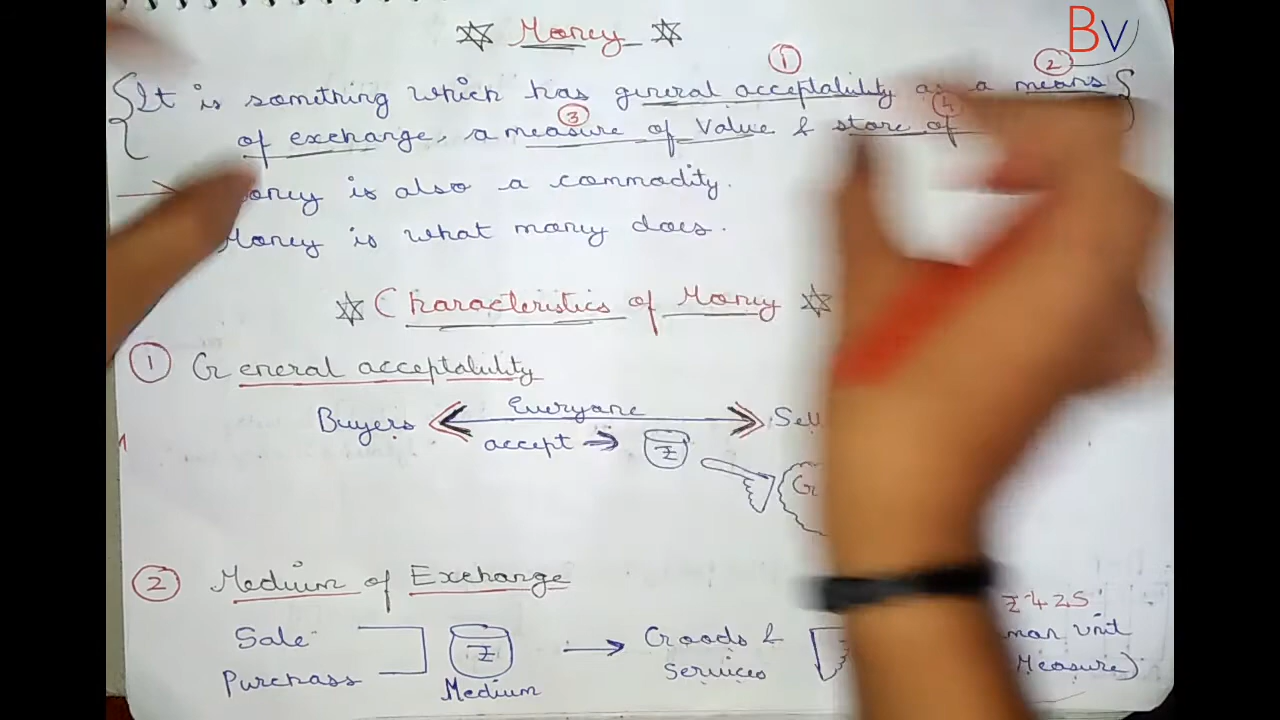 BV
Money
① ②
It is something which has general acceptability as a means
③ ④
of exchange, a measure of Value & store of
Money is also a commodity.
Money is what money does.
Characteristics of Money
① General acceptability
Buyers Everyone
accept ₹
② Medium of Exchange
₹425
Sale ₹ Goods & unit
Purchass Medium Services Measure)